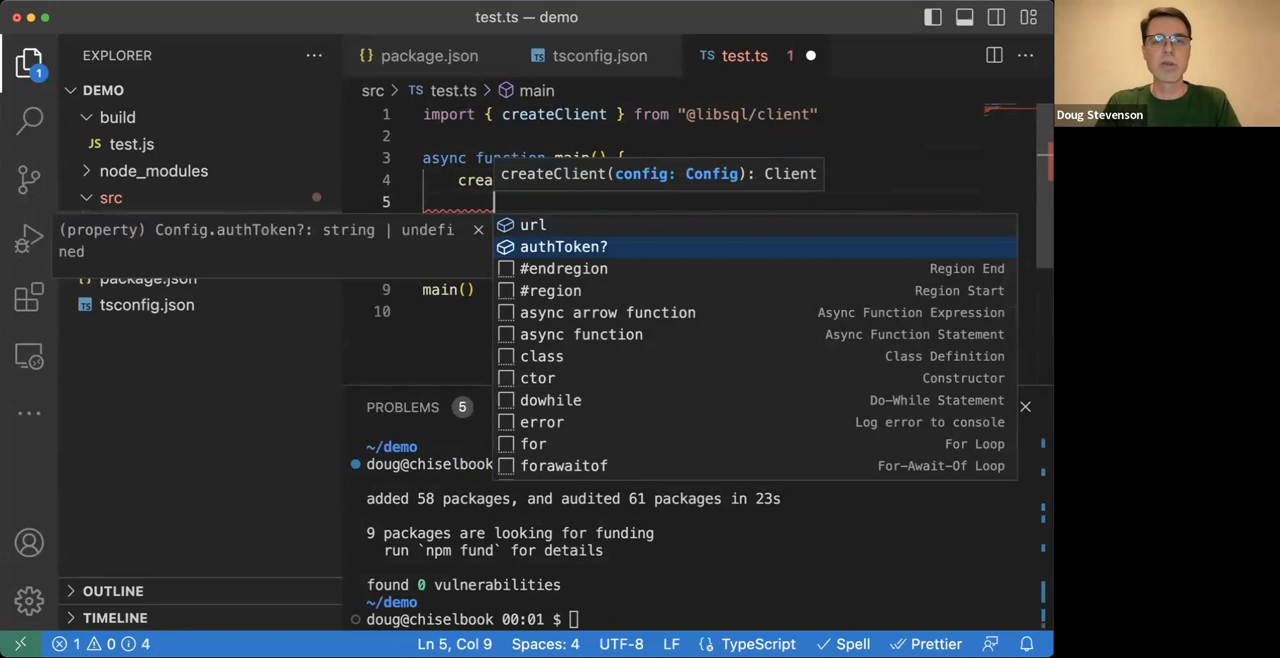 test.ts — demo
EXPLORER
package.json
tsconfig.json
TS test.ts 1
DEMO
build
JS test.js
node_modules
src
package.json
TS tsconfig.json
OUTLINE
TIMELINE
src > TS test.ts > main
1 import { createClient } from "@libsql/client"
2
3 async function main() {
4 crea
5
createClient(config: Config): Client
(property) Config.authToken?: string | undefi
ned
url
authToken?
#endregion Region End
#region Region Start
async arrow function Async Function Expression
async function Async Function Statement
class Class Definition
ctor Constructor
dowhile Do-While Statement
error Log error to console
for For Loop
forawaitof For-Await-Of Loop
9 main()
10
PROBLEMS 5
~/demo
doug@chiselbook
added 58 packages, and audited 61 packages in 23s
9 packages are looking for funding
run `npm fund` for details
found 0 vulnerabilities
~/demo
doug@chiselbook 00:01 $
1 0 4
Ln 5, Col 9 Spaces: 4 UTF-8 LF {} TypeScript Spell Prettier
1
Doug Stevenson